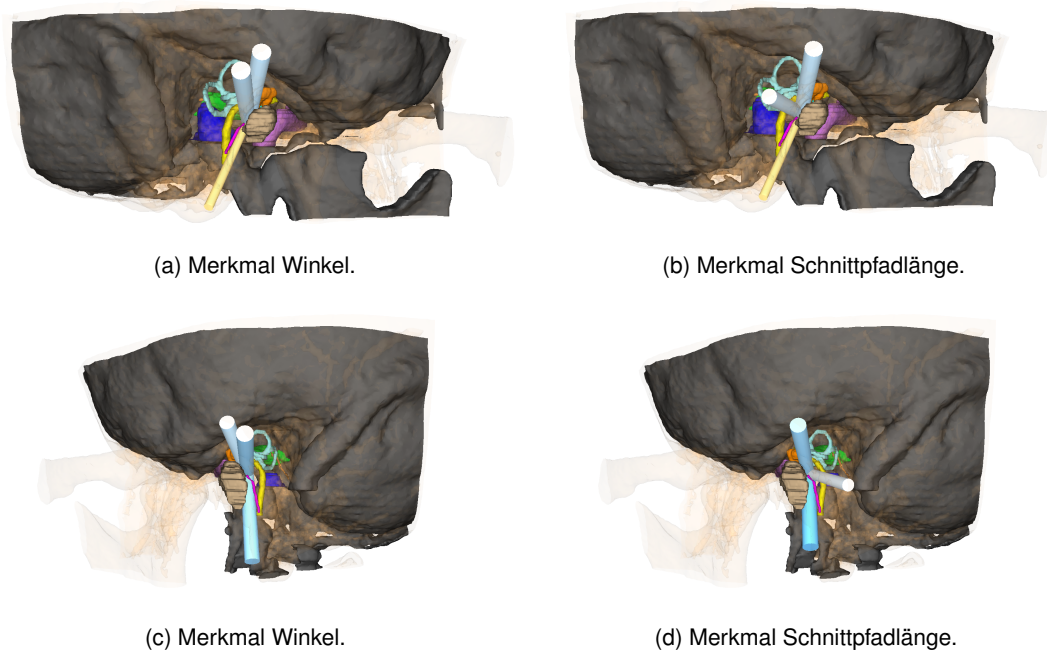 (a) Merkmal Winkel.
(b) Merkmal Schnittpfadlänge.
(c) Merkmal Winkel.
(d) Merkmal Schnittpfadlänge.